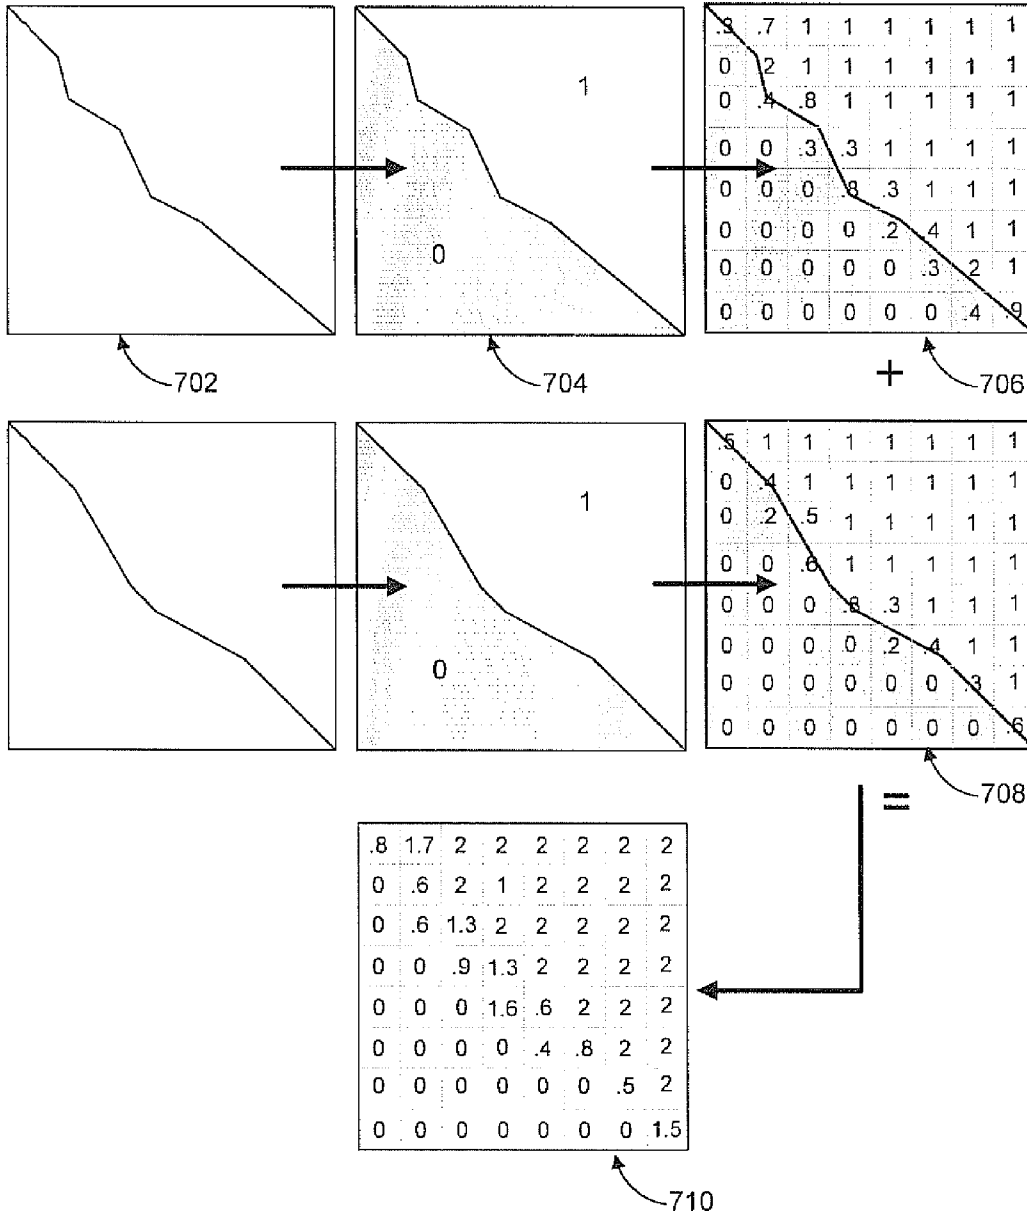 1
0
.3 .7 1 1 1 1 1 1
0 .2 1 1 1 1 1 1
0 .4 .8 1 1 1 1 1
0 0 .3 .3 1 1 1 1
0 0 0 .8 .3 1 1 1
0 0 0 0 .2 .4 1 1
0 0 0 0 0 .3 .2 1
0 0 0 0 0 0 .4 .9
702
704
+
706
1
0
.5 1 1 1 1 1 1 1
0 .4 1 1 1 1 1 1
0 .2 .5 1 1 1 1 1
0 0 .6 1 1 1 1 1
0 0 0 .8 .3 1 1 1
0 0 0 0 .2 .4 1 1
0 0 0 0 0 0 .3 1
0 0 0 0 0 0 0 .6
=
708
.8 1.7 2 2 2 2 2 2
0 .6 2 1 2 2 2 2
0 .6 1.3 2 2 2 2 2
0 0 .9 1.3 2 2 2 2
0 0 0 1.6 .6 2 2 2
0 0 0 0 .4 .8 2 2
0 0 0 0 0 0 .5 2
0 0 0 0 0 0 0 1.5
710